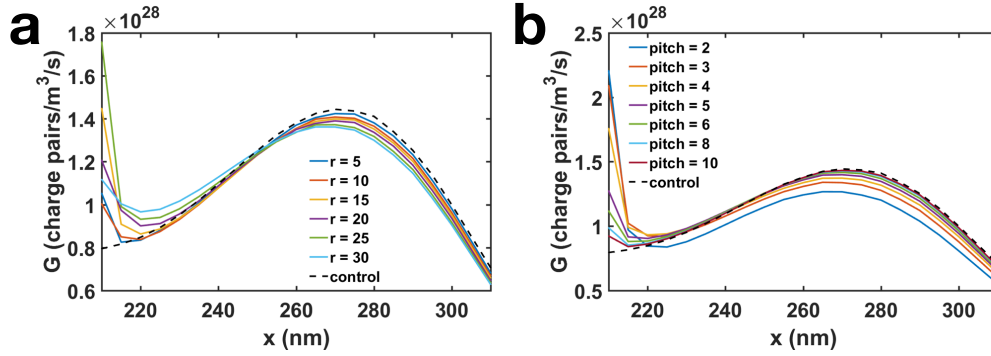 a
×10^28
1.8
1.6
1.4
1.2
1
0.8
0.6
G (charge pairs/m^3/s)
r = 5
r = 10
r = 15
r = 20
r = 25
r = 30
control
220 240 260 280 300
x (nm)
b
×10^28
2.5
2
1.5
1
0.5
G (charge pairs/m^3/s)
pitch = 2
pitch = 3
pitch = 4
pitch = 5
pitch = 6
pitch = 8
pitch = 10
control
220 240 260 280 300
x (nm)